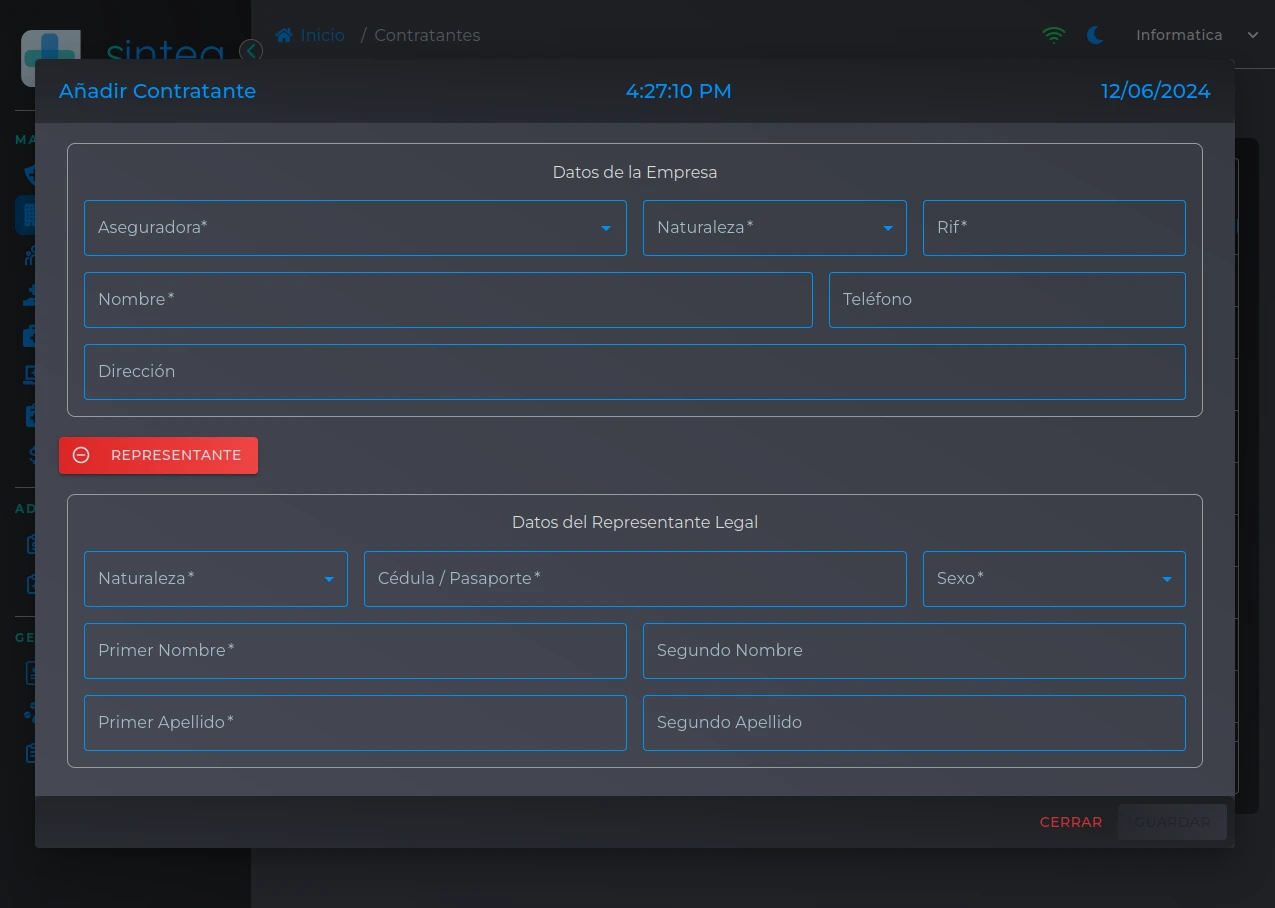 Inicio / Contratantes
Informatica
sinteg
Añadir Contratante
4:27:10 PM
12/06/2024
MA
Datos de la Empresa
Aseguradora*
Naturaleza*
Rif*
Nombre*
Teléfono
Dirección
REPRESENTANTE
AD
Datos del Representante Legal
Naturaleza*
Cédula / Pasaporte*
Sexo*
Primer Nombre*
Segundo Nombre
GE
Primer Apellido*
Segundo Apellido
CERRAR
GUARDAR